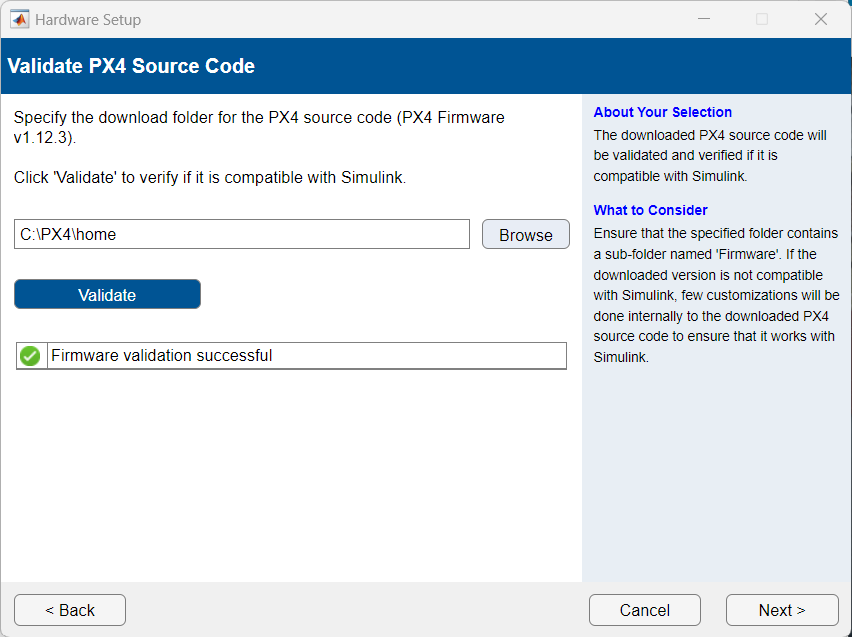 Hardware Setup
Validate PX4 Source Code
Specify the download folder for the PX4 source code (PX4 Firmware
v1.12.3).
Click 'Validate' to verify if it is compatible with Simulink.
C:\PX4\home
Browse
Validate
Firmware validation successful
About Your Selection
The downloaded PX4 source code will
be validated and verified if it is
compatible with Simulink.
What to Consider
Ensure that the specified folder contains
a sub-folder named 'Firmware'. If the
downloaded version is not compatible
with Simulink, few customizations will be
done internally to the downloaded PX4
source code to ensure that it works with
Simulink.
< Back
Cancel
Next >